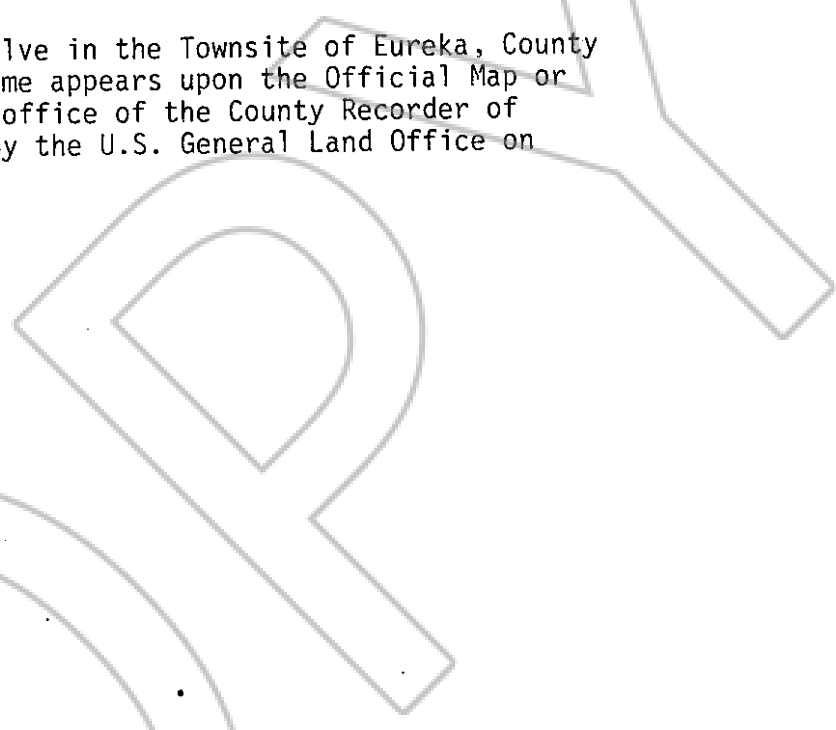 lve in the Townsite of Eureka, County
me appears upon the Official Map or
office of the County Recorder of
y the U.S. General Land Office on